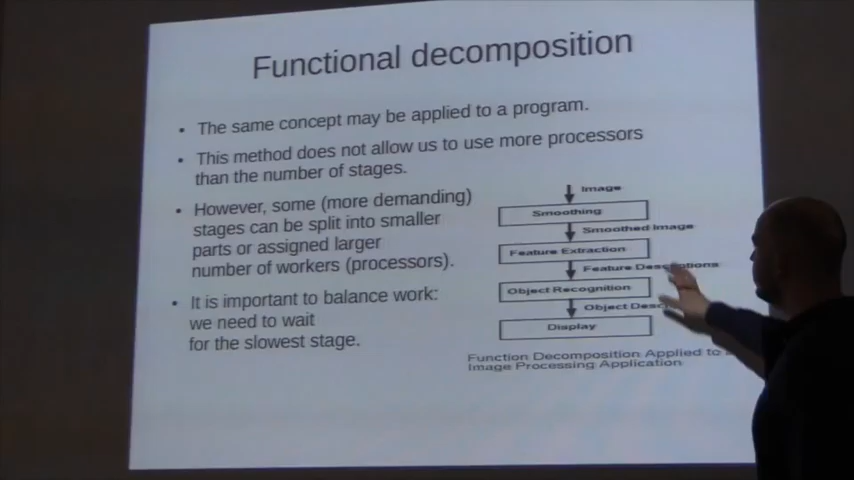 Functional decomposition
• The same concept may be applied to a program.
• This method does not allow us to use more processors
than the number of stages.
• However, some (more demanding)
stages can be split into smaller
parts or assigned larger
number of workers (processors).
• It is important to balance work:
we need to wait
for the slowest stage.
Image
Smoothing
Smoothed Image
Feature Extraction
Feature Descriptions
Object Recognition
Object
Display
Function Decomposition Applied to
Image Processing Application